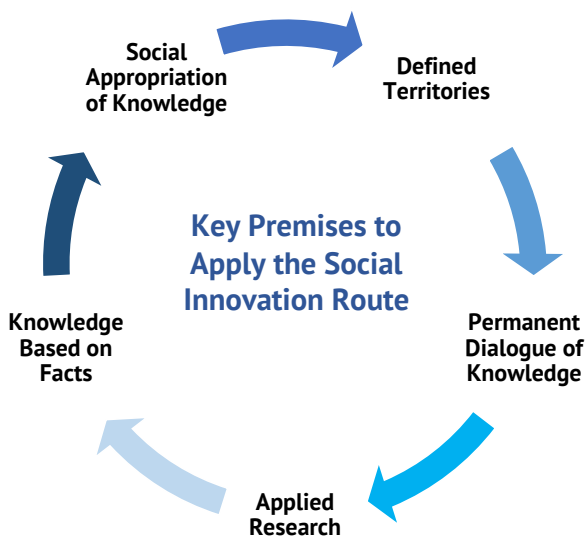 Social
Appropriation
of Knowledge
Defined
Territories
Key Premises to
Apply the Social
Innovation Route
Permanent
Dialogue of
Knowledge
Knowledge
Based on
Facts
Applied
Research